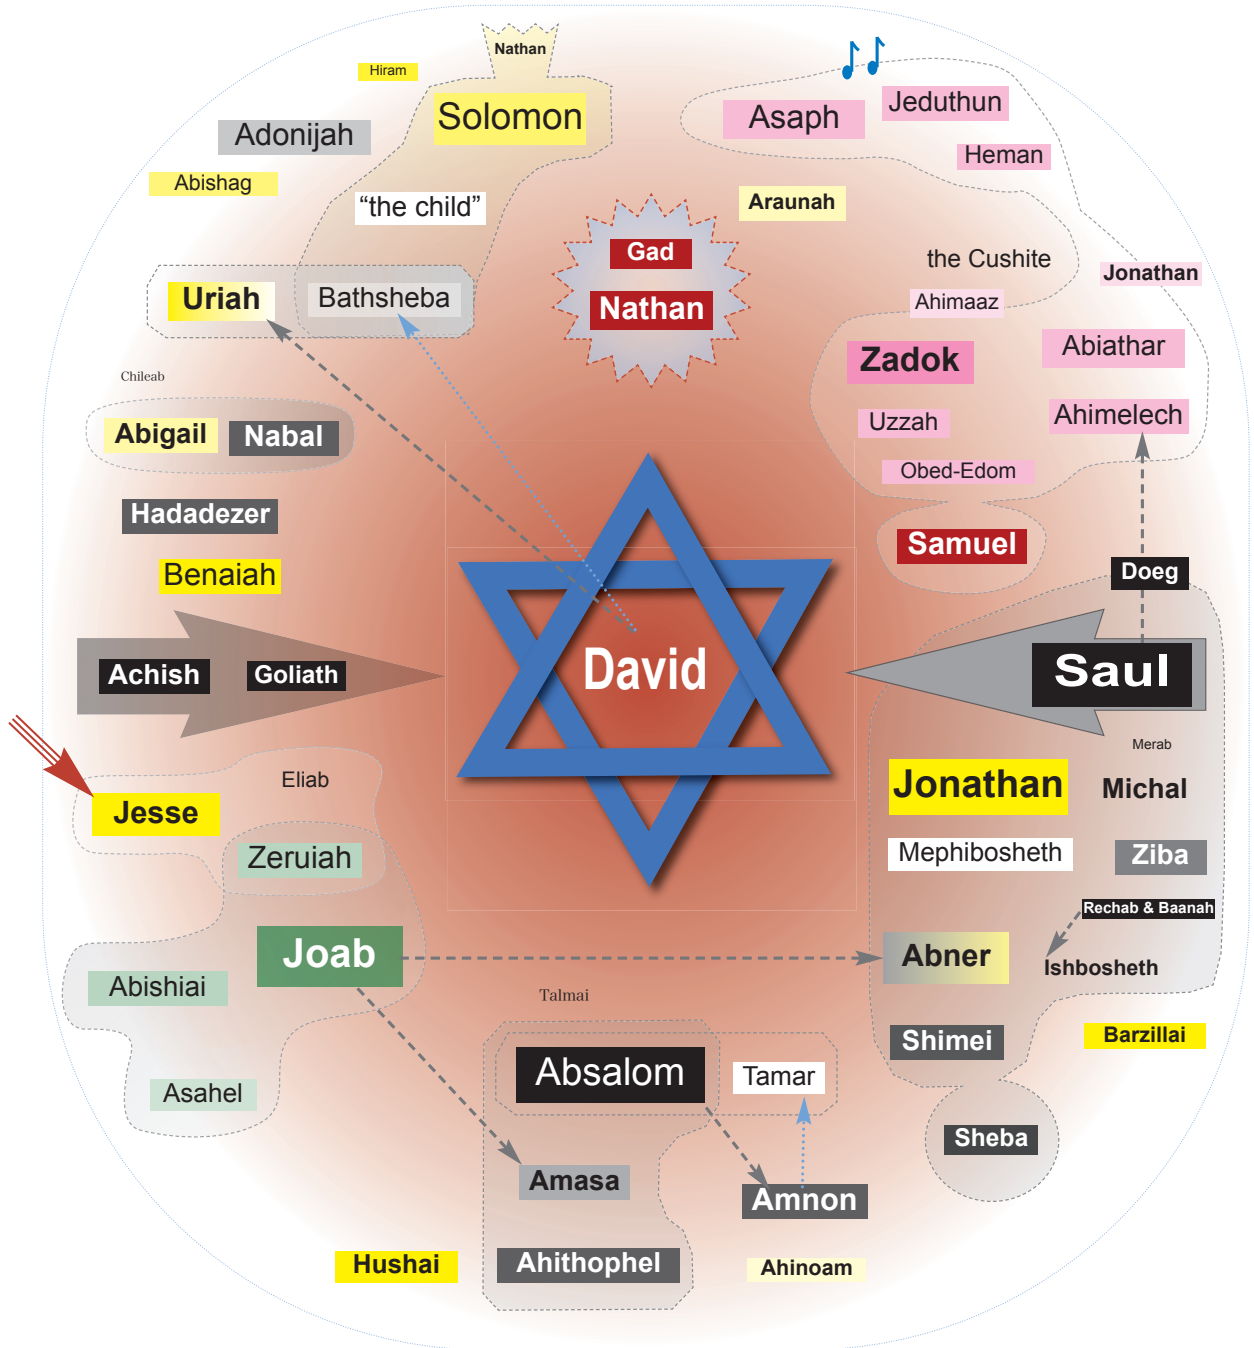 Nathan
Hiram
Solomon
Adonijah
Abishag
“the child”
Uriah
Bathsheba
Asaph
Jeduthun
Heman
Araunah
Gad
Nathan
the Cushite
Jonathan
Ahimaaz
Zadok
Abiathar
Uzzah
Ahimelech
Obed-Edom
Samuel
Doeg
Chileab
Abigail
Nabal
Hadadezer
Benaiah
Achish
Goliath
David
Saul
Merab
Jonathan
Michal
Mephibosheth
Ziba
Rechab & Baanah
Abner
Ishbosheth
Shimei
Barzillai
Sheba
Eliab
Jesse
Zeruiah
Joab
Abishiai
Asahel
Talmai
Absalom
Tamar
Amasa
Amnon
Hushai
Ahithophel
Ahinoam